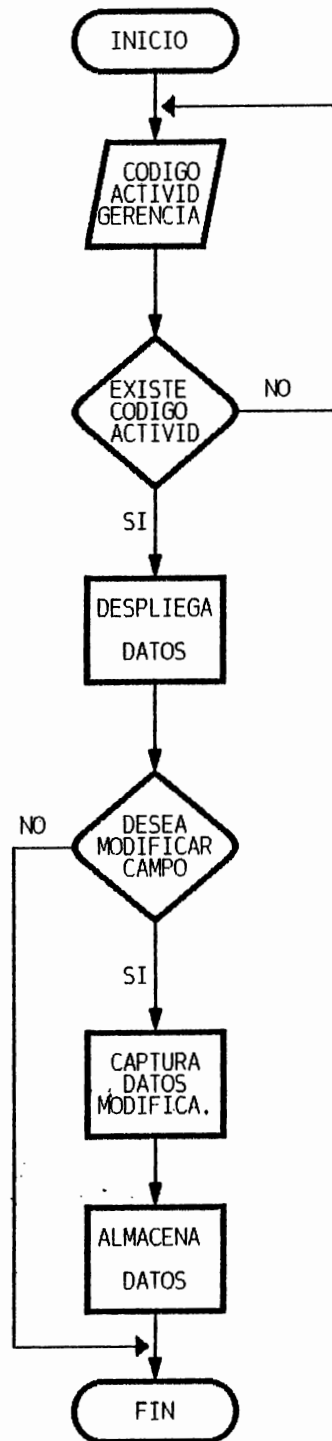 INICIO
CODIGO
ACTIVID
GERENCIA
EXISTE
CODIGO
ACTIVID
NO
SI
DESPLIEGA
DATOS
NO
DESEA
MODIFICAR
CAMPO
SI
CAPTURA
DATOS
MODIFICA.
ALMACENA
DATOS
FIN